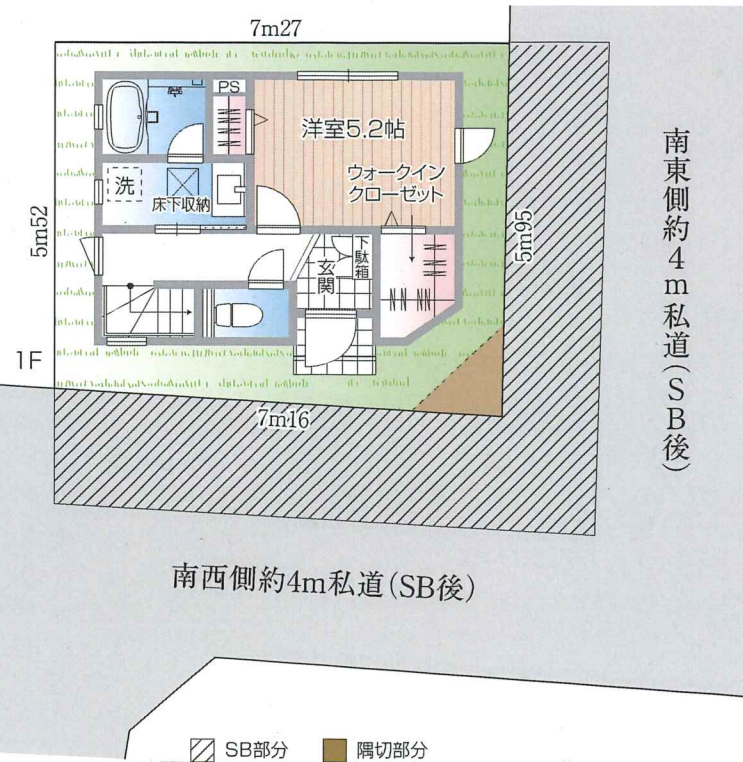 7m27
PS
洋室5.2帖
ウォークイン
クローゼット
洗
床下収納
5m52
5m95
下駄箱
玄関
1F
7m16
南東側約4m私道(SB後)
南西側約4m私道(SB後)
SB部分
隅切部分